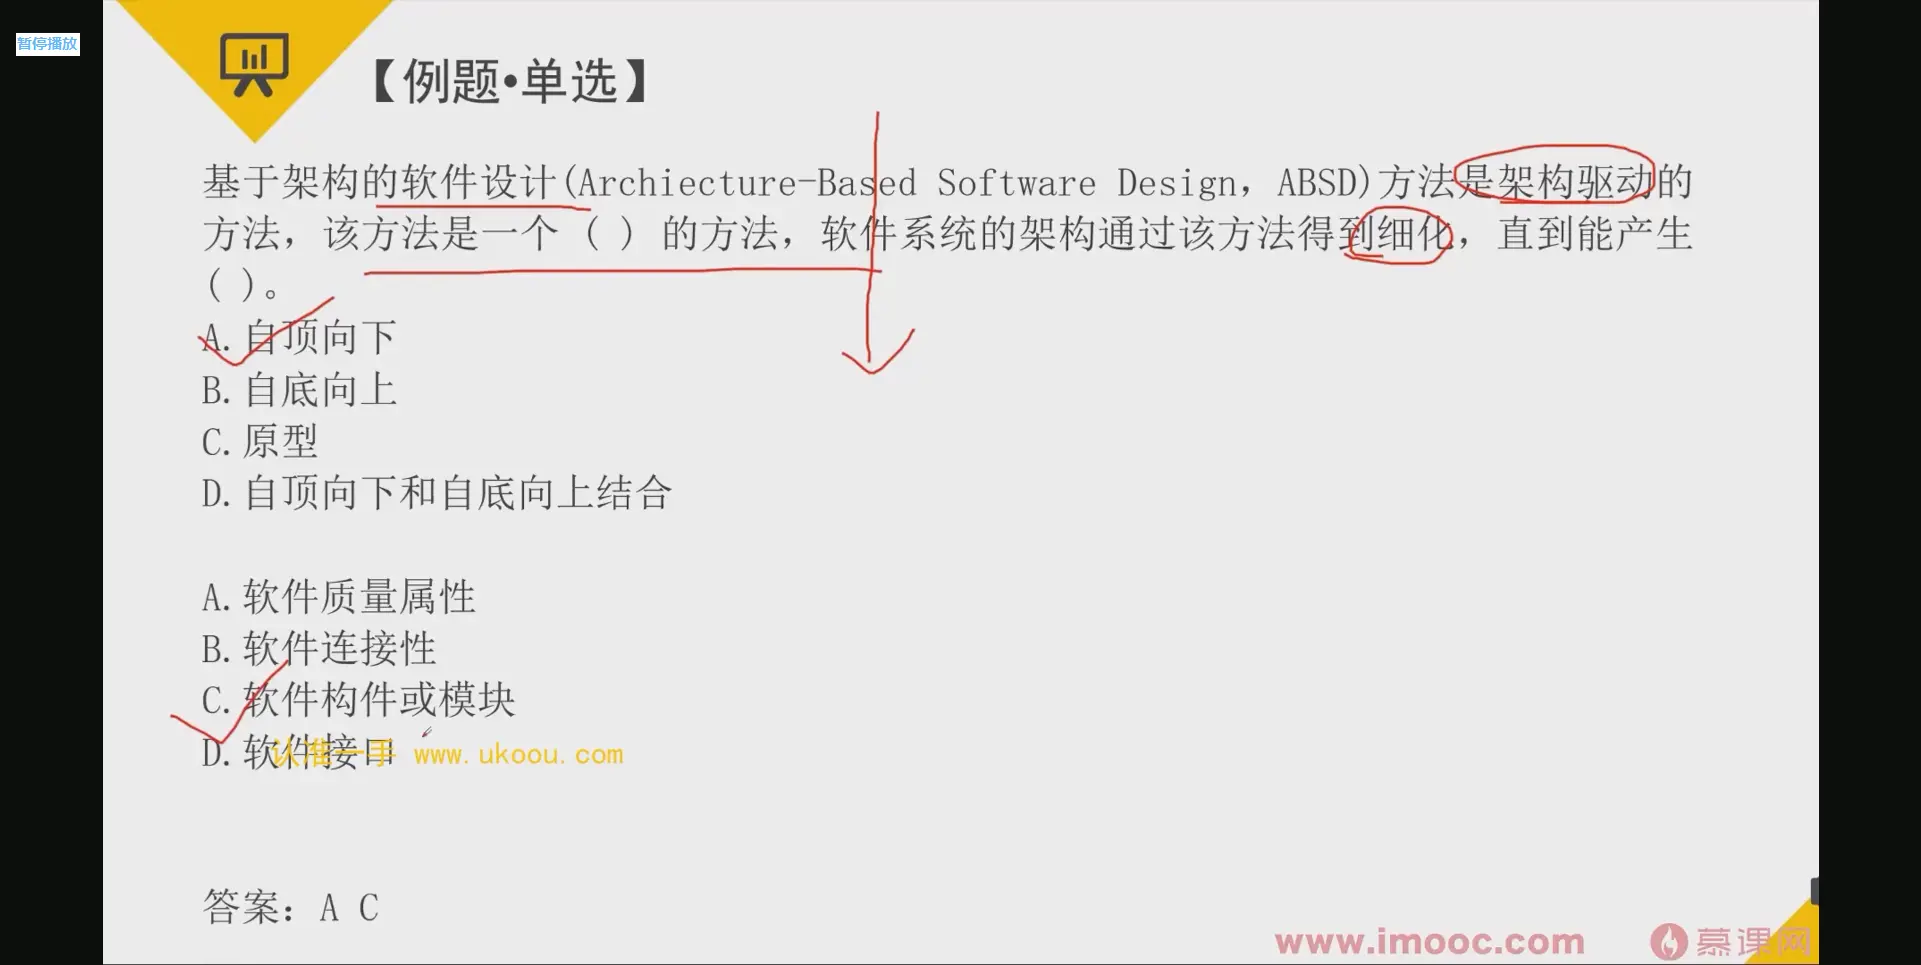 暂停播放
【例题•单选】
基于架构的软件设计(Archiecture-Based Software Design, ABSD)方法是架构驱动的
方法，该方法是一个 ( ) 的方法，软件系统的架构通过该方法得到细化，直到能产生
( )。
A.自顶向下
B.自底向上
C.原型
D.自顶向下和自底向上结合
A.软件质量属性
B.软件连接性
C.软件构件或模块
D.软件接口
认准一手 www.ukoou.com
答案：A C
www.imooc.com 慕课网